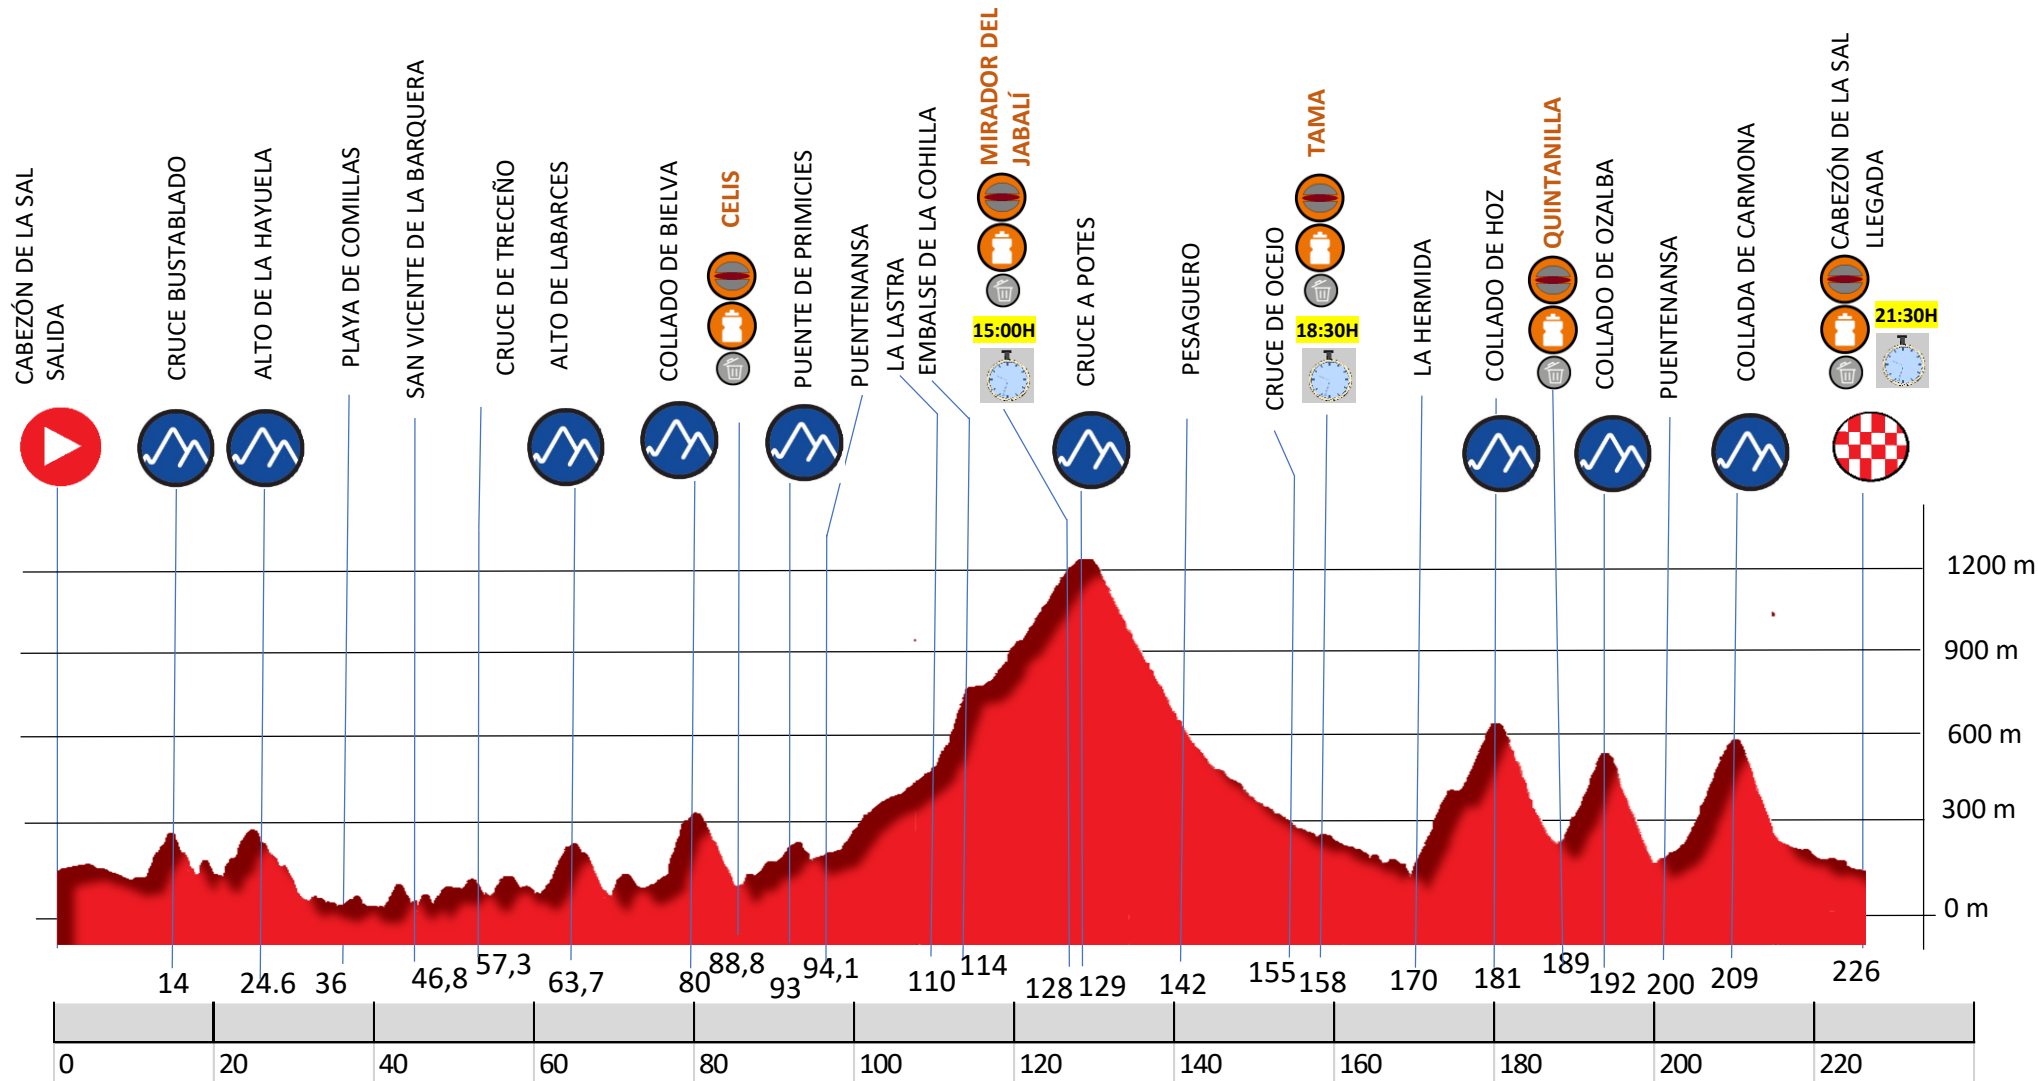 CABEZÓN DE LA SAL
SALIDA
CRUCE BUSTABLADO
ALTO DE LA HAYUELA
PLAYA DE COMILLAS
SAN VICENTE DE LA BARQUERA
CRUCE DE TRECEÑO
ALTO DE LABARCES
COLLADO DE BIELVA
CELIS
PUENTE DE PRIMICIES
PUENTENANSA
LA LASTRA
EMBALSE DE LA COHILLA
MIRADOR DEL
JABALÍ
15:00H
CRUCE A POTES
PESAGUERO
CRUCE DE OCEJO
TAMA
18:30H
LA HERMIDA
COLLADO DE HOZ
QUINTANILLA
COLLADO DE OZALBA
PUENTENANSA
COLLADA DE CARMONA
CABEZÓN DE LA SAL
LLEGADA
21:30H
1200 m
900 m
600 m
300 m
0 m
14
24.6
36
46,8
57,3
63,7
80
88,8
93
94,1
110
114
128
129
142
155
158
170
181
189
192
200
209
226
0
20
40
60
80
100
120
140
160
180
200
220